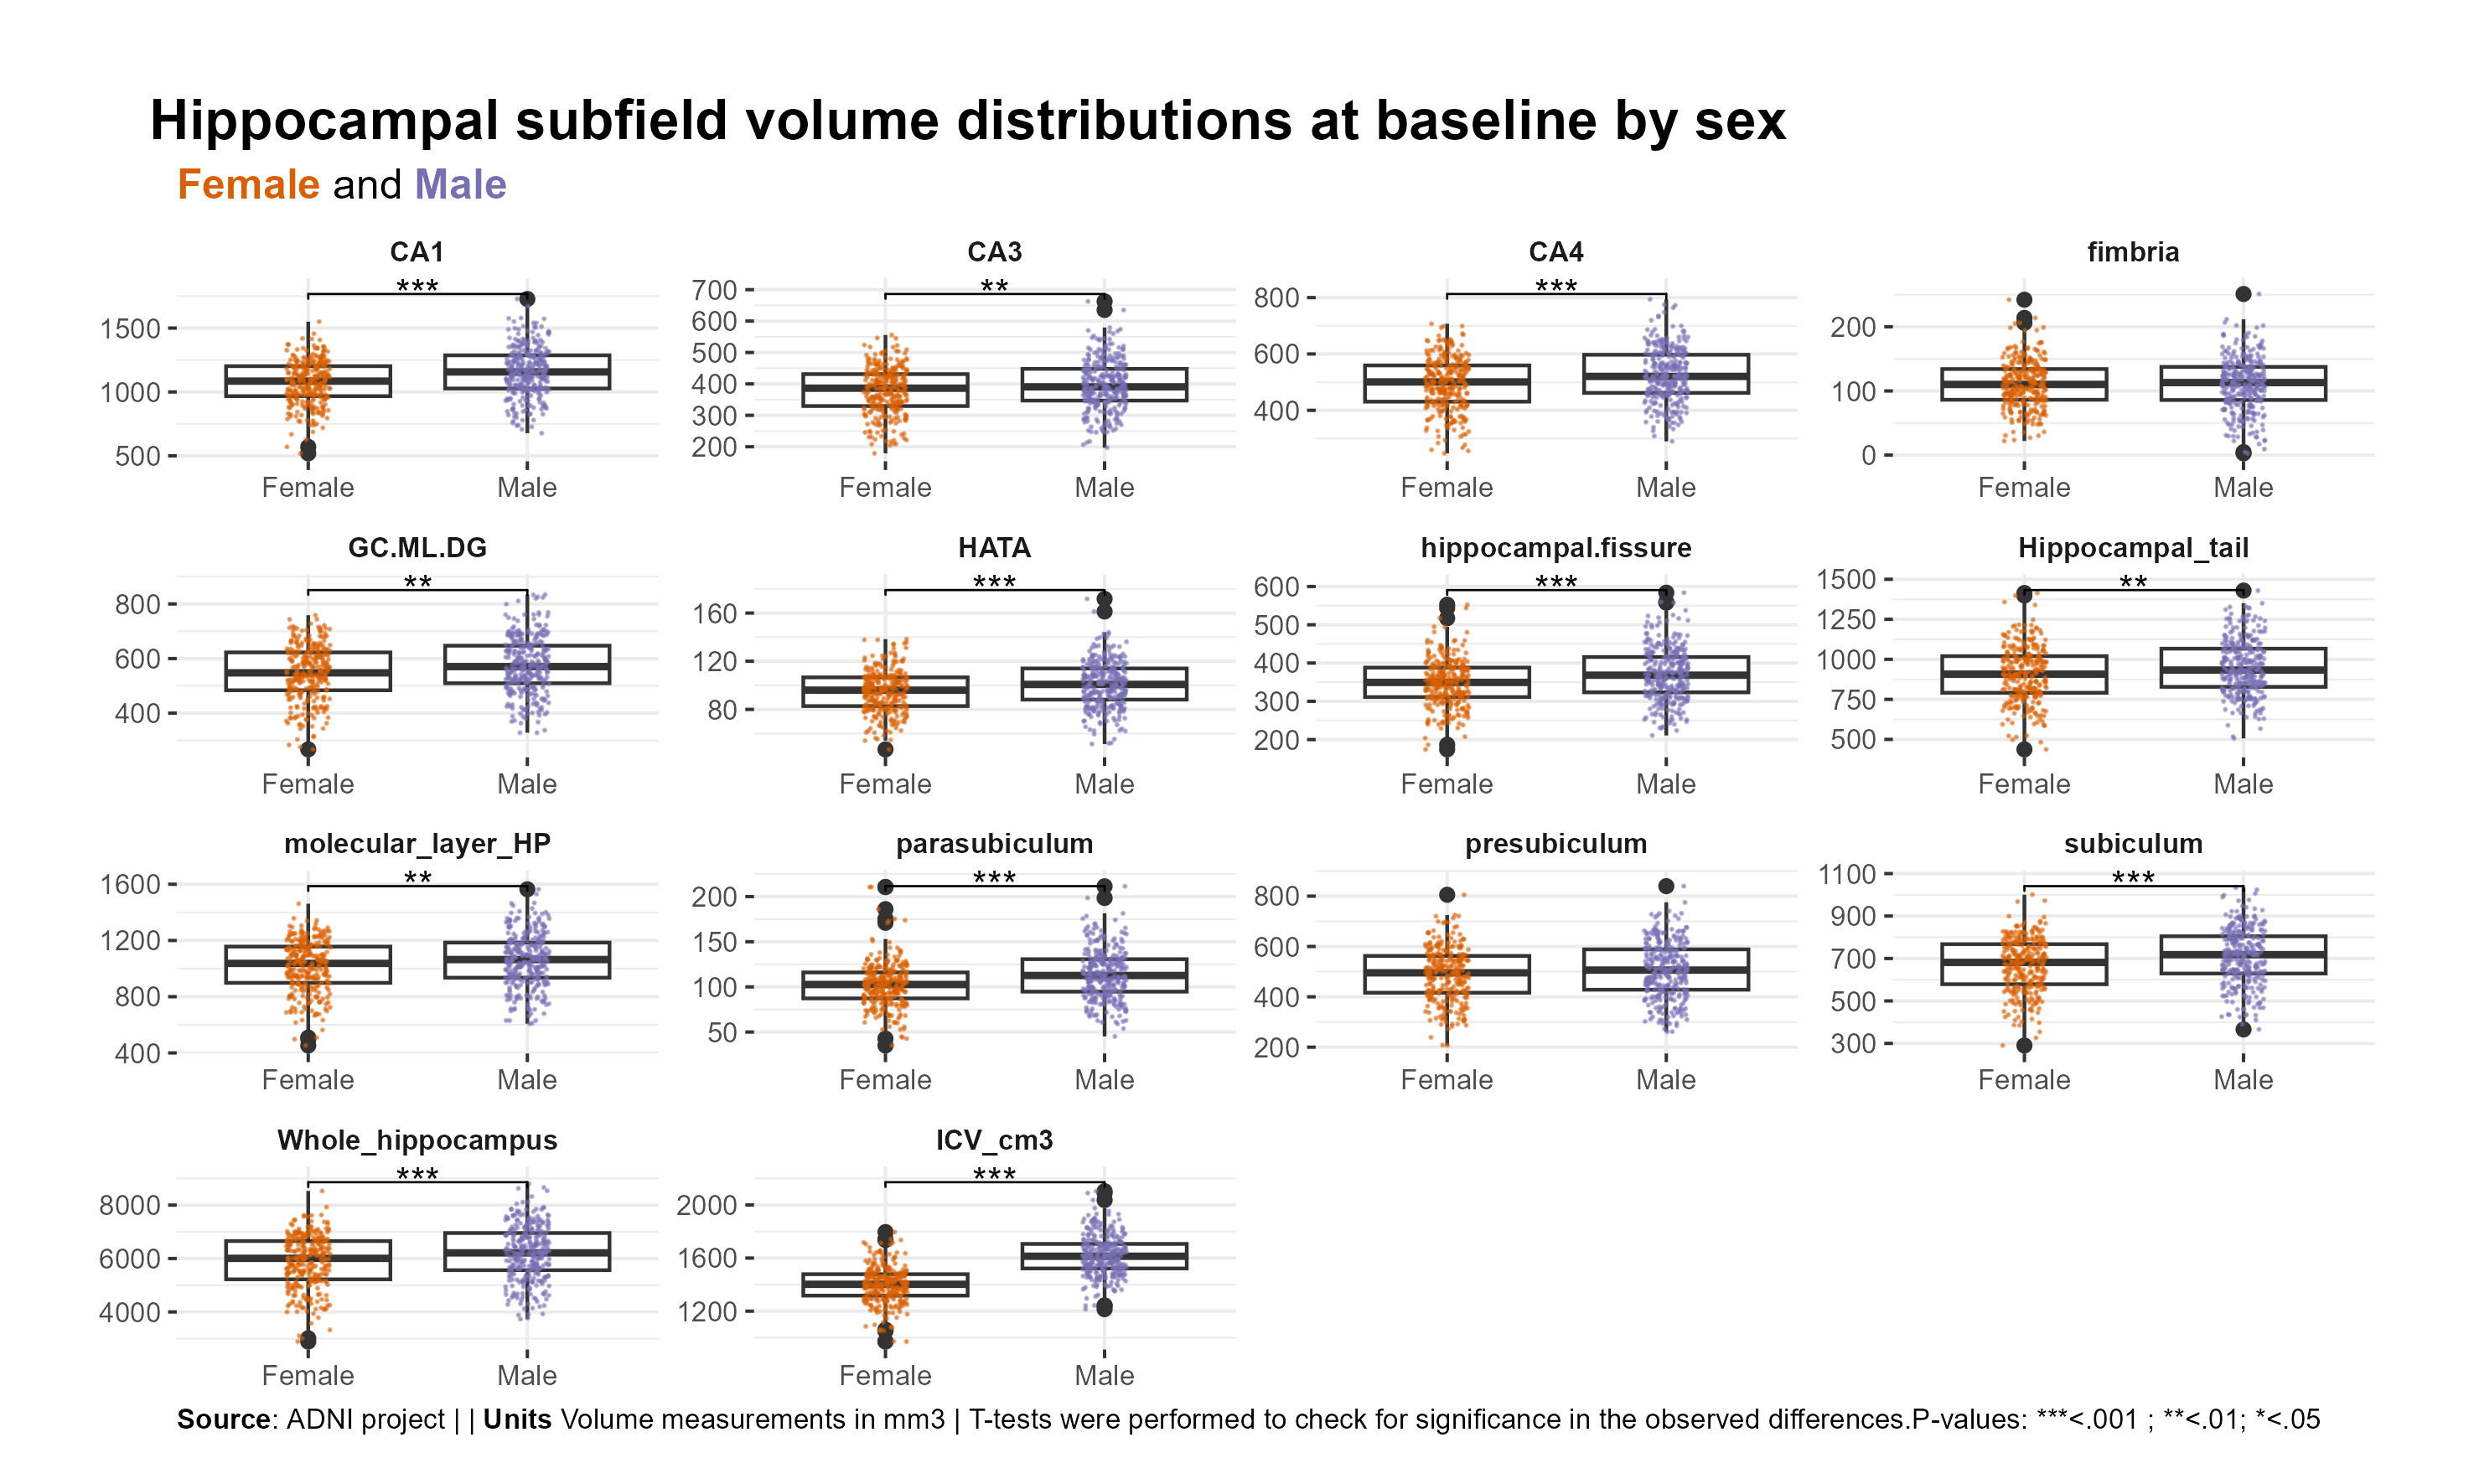 Hippocampal subfield volume distributions at baseline by sex
Female and Male
CA1
CA3
CA4
fimbria
***
**
***
1500
1000
500
700
600
500
400
300
200
800
600
400
200
100
0
Female Male
Female Male
Female Male
Female Male
GC.ML.DG
HATA
hippocampal.fissure
Hippocampal_tail
**
***
***
**
800
600
400
160
120
80
600
500
400
300
200
1500
1250
1000
750
500
Female Male
Female Male
Female Male
Female Male
molecular_layer_HP
parasubiculum
presubiculum
subiculum
**
***
***
1600
1200
800
400
200
150
100
50
800
600
400
200
1100
900
700
500
300
Female Male
Female Male
Female Male
Female Male
Whole_hippocampus
ICV_cm3
***
***
8000
6000
4000
2000
1600
1200
Female Male
Female Male
Source: ADNI project | | Units Volume measurements in mm3 | T-tests were performed to check for significance in the observed differences.P-values: ***<.001 ; **<.01; *<.05